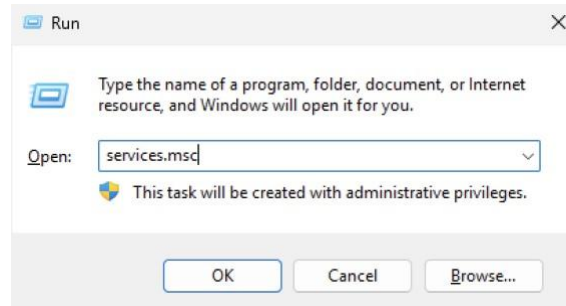 Run
Type the name of a program, folder, document, or Internet
resource, and Windows will open it for you.
Open: services.msc
This task will be created with administrative privileges.
OK Cancel Browse...